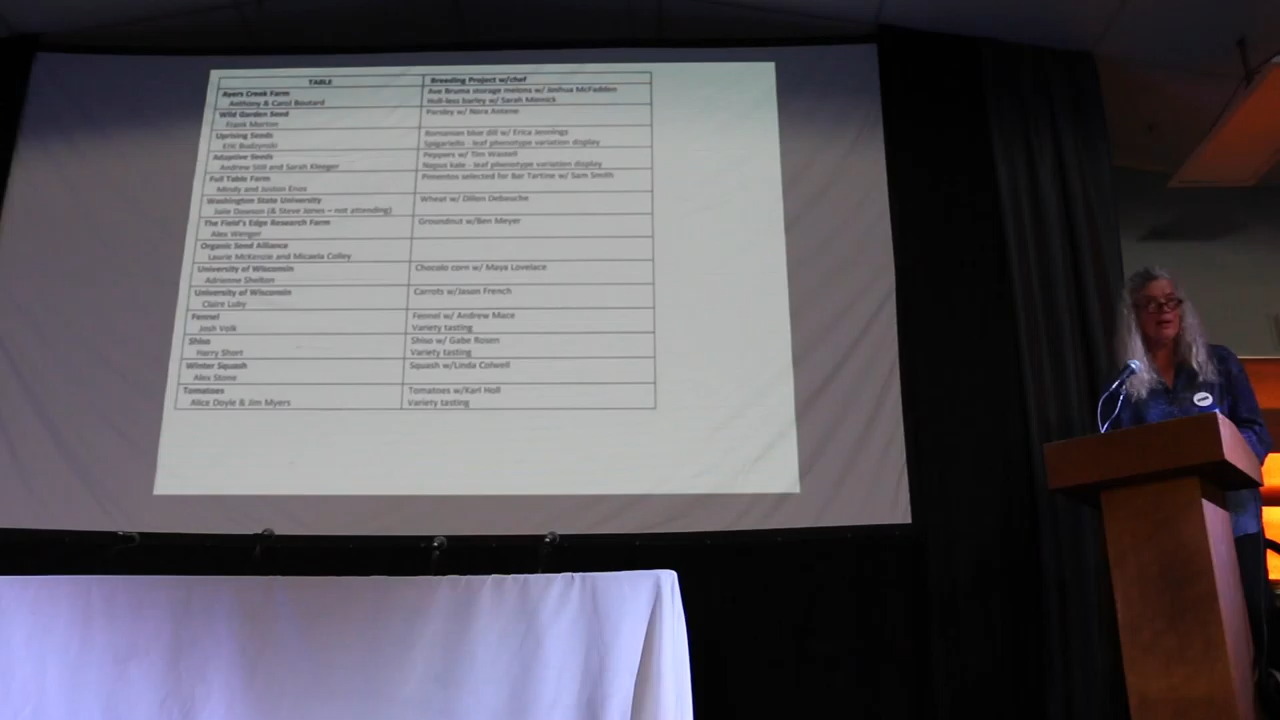 TABLE Breeding Project w/chef
Ayers Creek Farm Ave Bruma storage melons w/ Joshua McFadden
Anthony & Carol Boutard Hull-less barley w/ Sarah Minnick
Wild Garden Seed Parsley w/ Nora Antene
Frank Morton
Uprising Seeds Romanian blue dill w/ Erica Jennings
Spigariello - leaf phenotype variation display
Adaptive Seeds Peppers w/ Tim Wastell
Andrew Still and Sarah Kleeger Napus kale - leaf phenotype variation display
Full Table Farm Pimentos selected for Bar Tartine w/ Sam Smith
Mindy and Juston Enos
Washington State University Wheat w/ Dillen Debauche
Julie Dawson (& Steve Jones – not attending)
The Field's Edge Research Farm Groundnut w/Ben Meyer
Alex Wenger
Organic Seed Alliance
Laurie McKenzie and Micaela Colley
University of Wisconsin Chocolo corn w/ Maya Lovelace
Adrienne Shelton
University of Wisconsin Carrots w/Jason French
Claire Luby
Fennel Fennel w/ Andrew Mace
Josh Volk Variety tasting
Shiso Shiso w/ Gabe Rosen
Harry Short Variety tasting
Winter Squash Squash w/Linda Colwell
Alex Stone
Tomatoes Tomatoes w/Karl Holl
Alice Doyle & Jim Myers Variety tasting